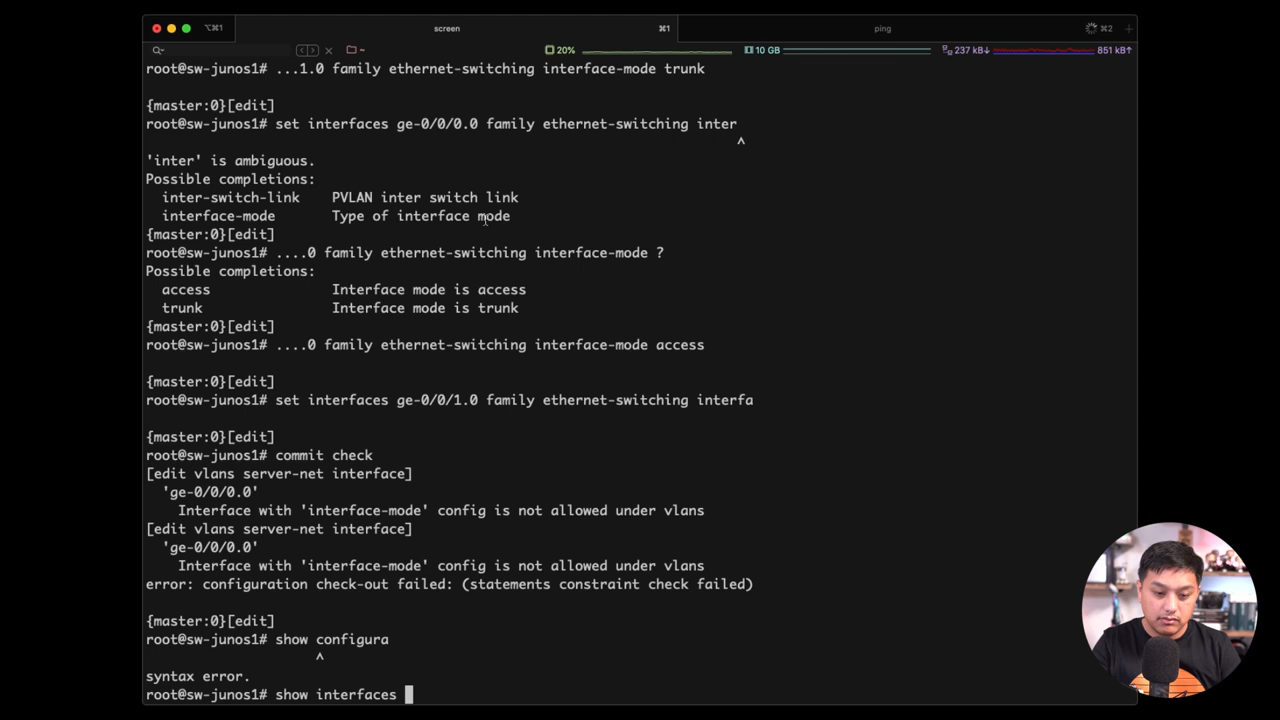 ⌥⌘1
screen
⌘1
ping
⌘2
~
20%
10 GB
237 kB↓
851 kB↑
root@sw-junos1# ...1.0 family ethernet-switching interface-mode trunk
{master:0}[edit]
root@sw-junos1# set interfaces ge-0/0/0.0 family ethernet-switching inter
^
'inter' is ambiguous.
Possible completions:
inter-switch-link    PVLAN inter switch link
interface-mode       Type of interface mode
{master:0}[edit]
root@sw-junos1# ....0 family ethernet-switching interface-mode ?
Possible completions:
access               Interface mode is access
trunk                Interface mode is trunk
{master:0}[edit]
root@sw-junos1# ....0 family ethernet-switching interface-mode access
{master:0}[edit]
root@sw-junos1# set interfaces ge-0/0/1.0 family ethernet-switching interfa
{master:0}[edit]
root@sw-junos1# commit check
[edit vlans server-net interface]
'ge-0/0/0.0'
Interface with 'interface-mode' config is not allowed under vlans
[edit vlans server-net interface]
'ge-0/0/0.0'
Interface with 'interface-mode' config is not allowed under vlans
error: configuration check-out failed: (statements constraint check failed)
{master:0}[edit]
root@sw-junos1# show configura
^
syntax error.
root@sw-junos1# show interfaces